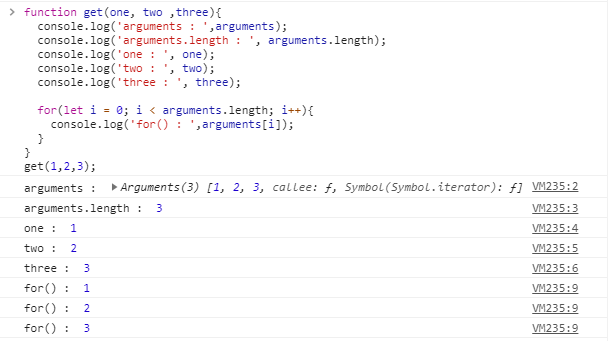 > function get(one, two ,three){
console.log('arguments : ',arguments);
console.log('arguments.length : ', arguments.length);
console.log('one : ', one);
console.log('two : ', two);
console.log('three : ', three);
for(let i = 0; i < arguments.length; i++){
console.log('for() : ',arguments[i]);
}
}
get(1,2,3);
arguments : ▶Arguments(3) [1, 2, 3, callee: ƒ, Symbol(Symbol.iterator): ƒ] VM235:2
arguments.length : 3 VM235:3
one : 1 VM235:4
two : 2 VM235:5
three : 3 VM235:6
for() : 1 VM235:9
for() : 2 VM235:9
for() : 3 VM235:9